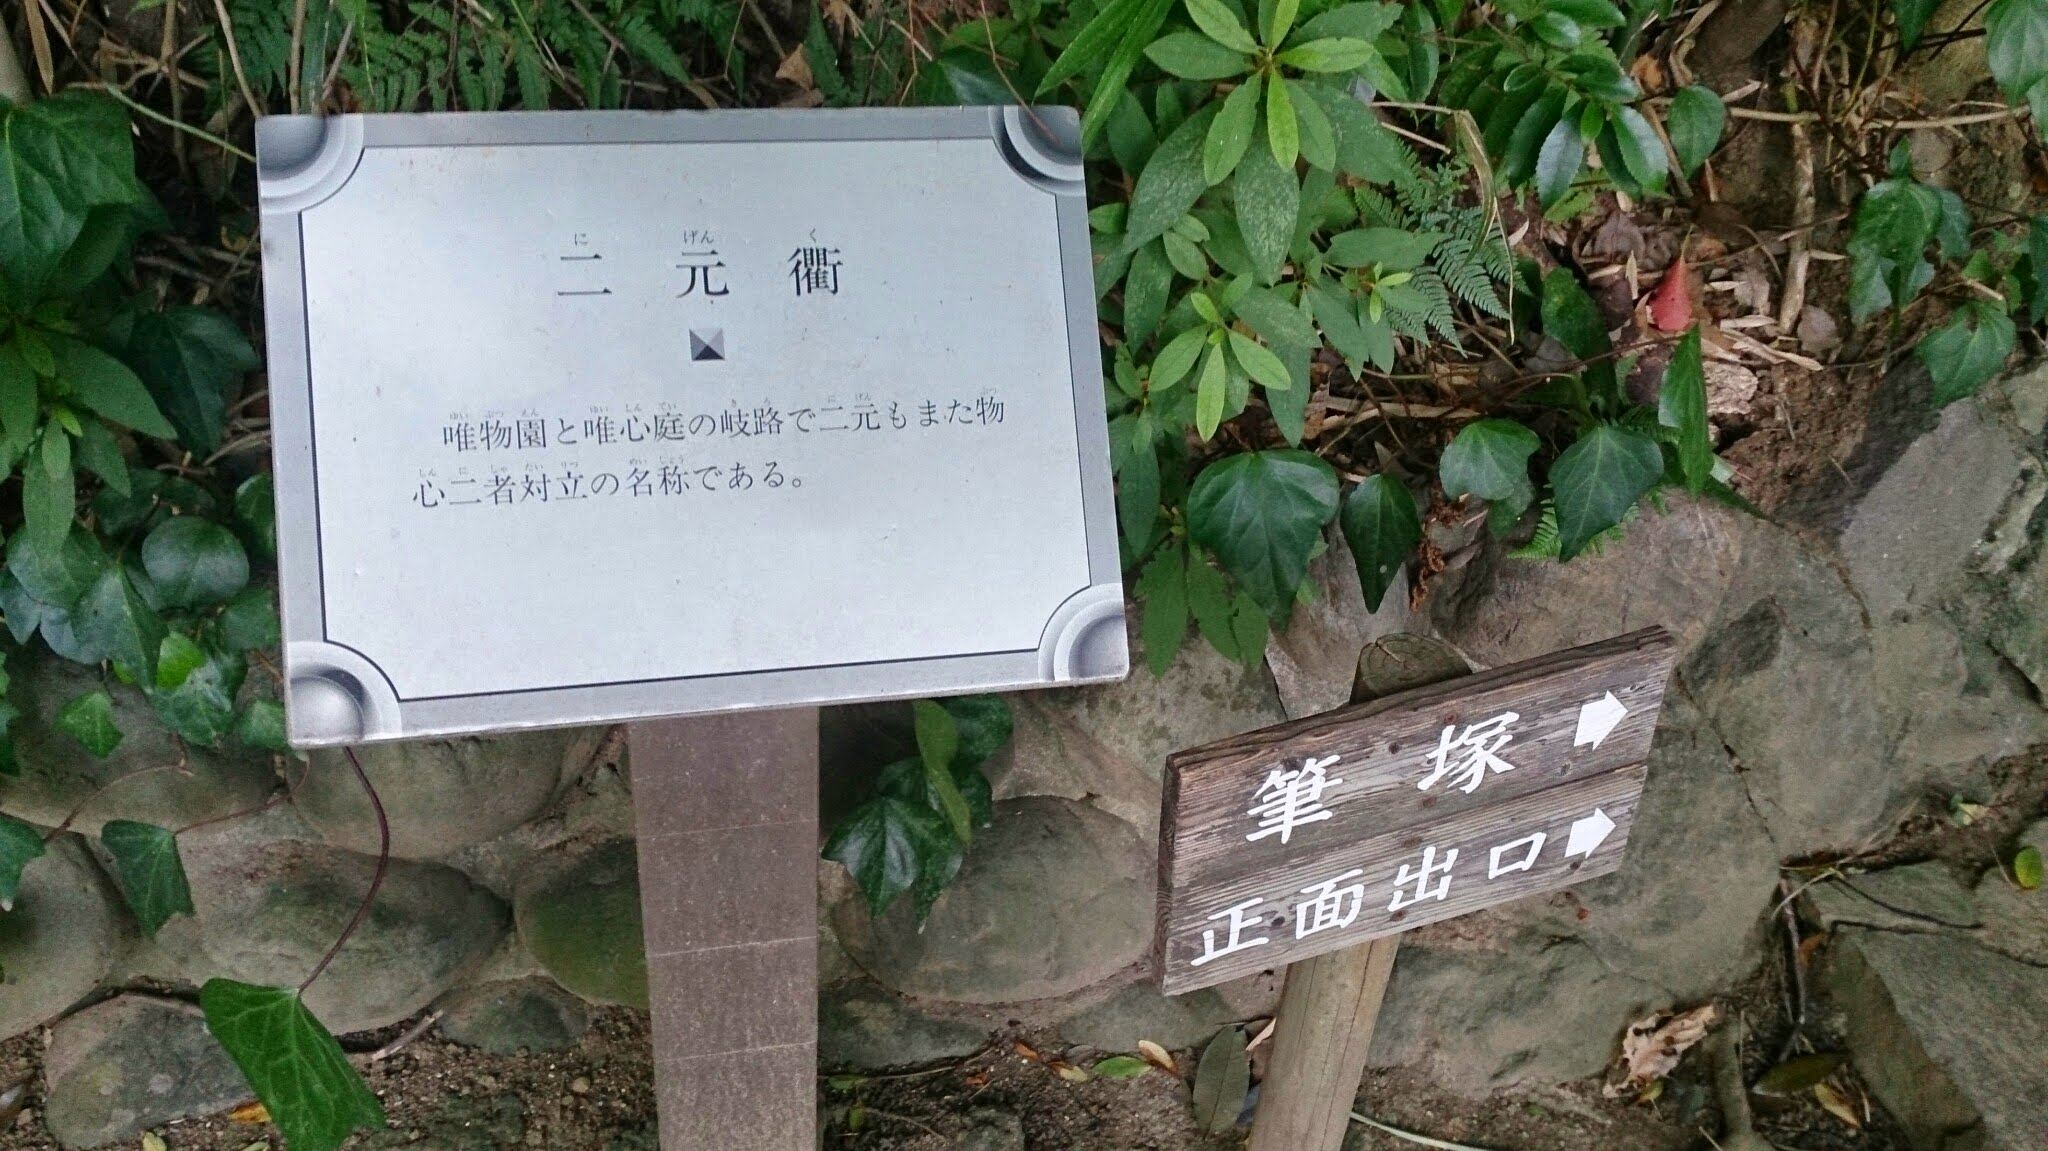 二元衢
唯物園と唯心庭の岐路で二元もまた物
心二者対立の名称である。
筆塚➡
正面出口➡